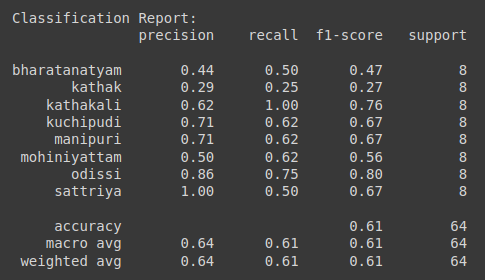 Classification Report:
precision recall f1-score support
bharatanatyam 0.44 0.50 0.47 8
kathak 0.29 0.25 0.27 8
kathakali 0.62 1.00 0.76 8
kuchipudi 0.71 0.62 0.67 8
manipuri 0.71 0.62 0.67 8
mohiniyattam 0.50 0.62 0.56 8
odissi 0.86 0.75 0.80 8
sattriya 1.00 0.50 0.67 8
accuracy 0.61 64
macro avg 0.64 0.61 0.61 64
weighted avg 0.64 0.61 0.61 64